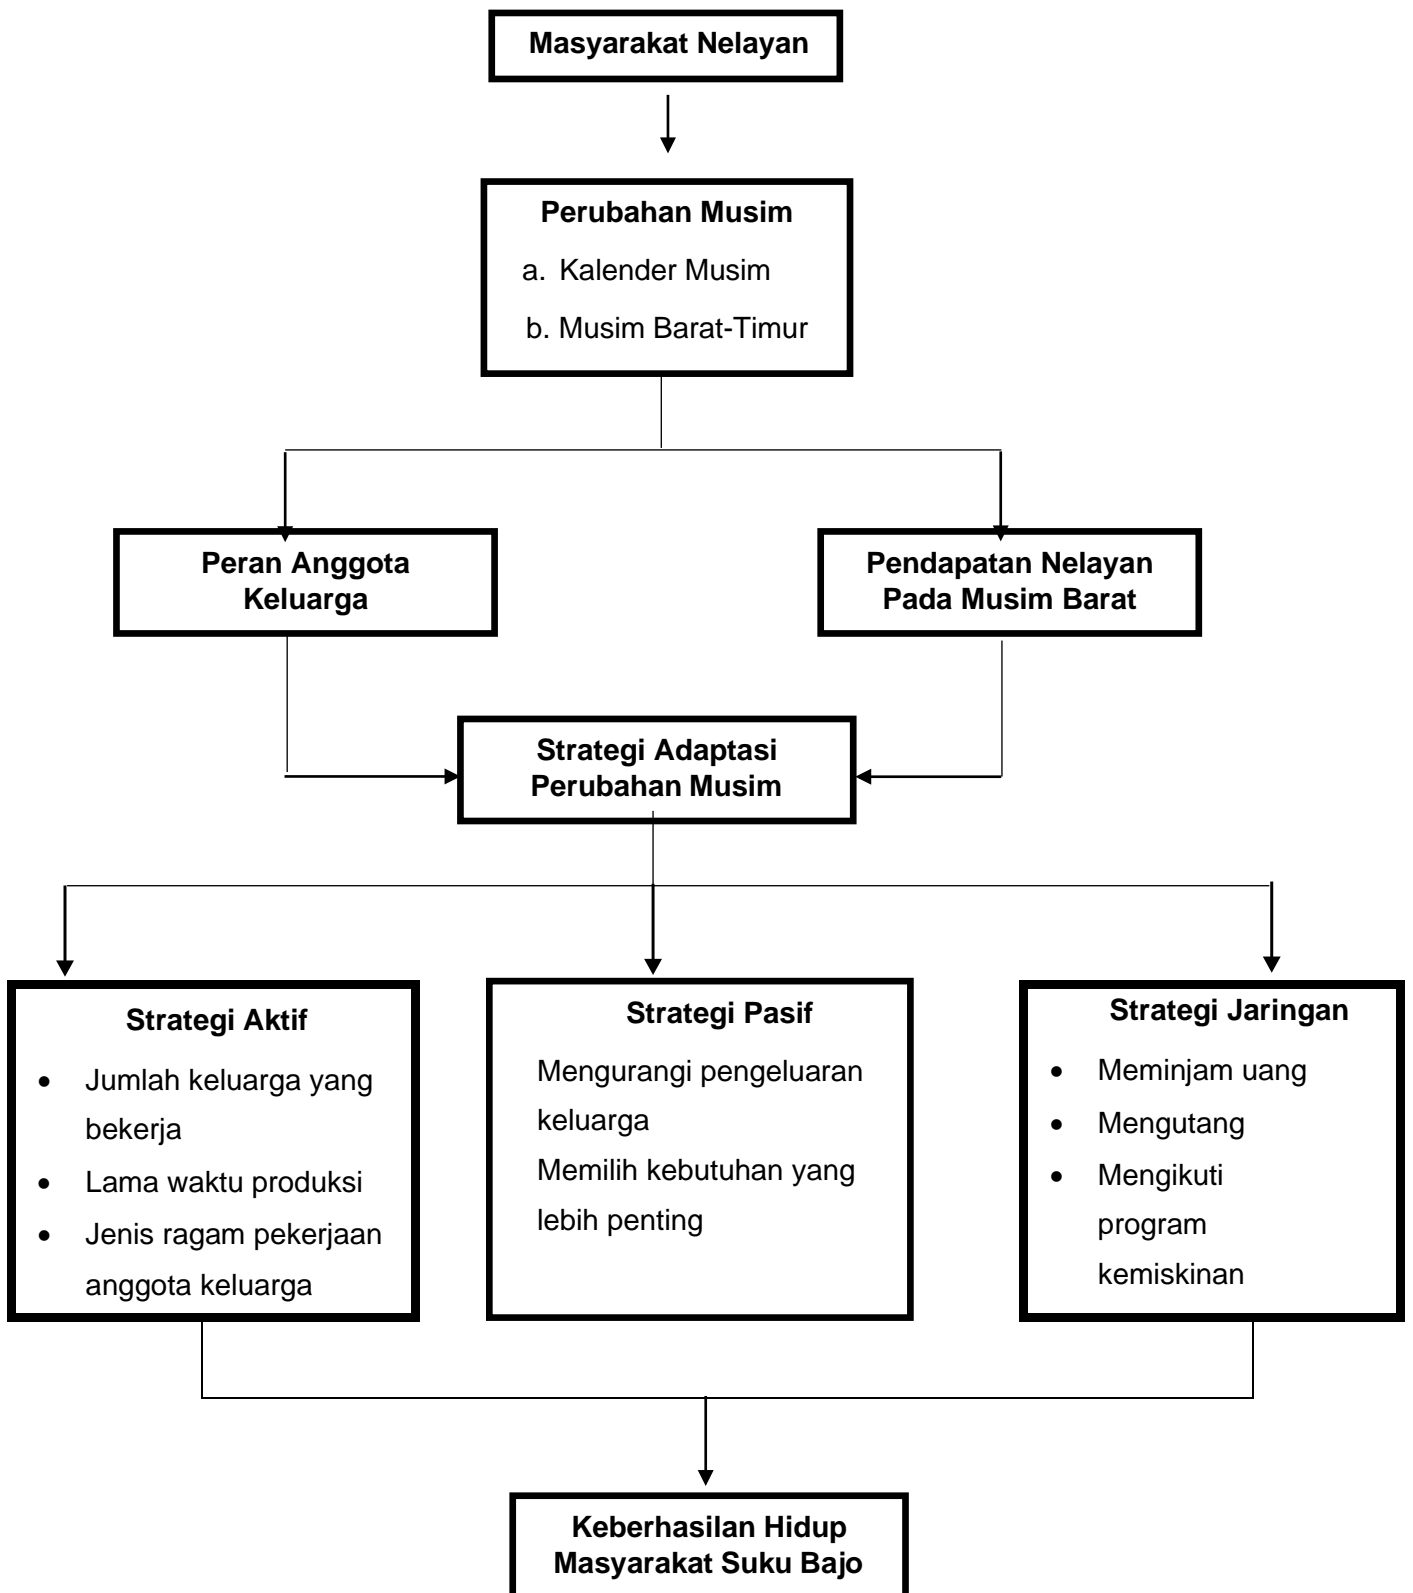 Masyarakat Nelayan
Perubahan Musim
a. Kalender Musim
b. Musim Barat-Timur
Peran Anggota
Keluarga
Pendapatan Nelayan
Pada Musim Barat
Strategi Adaptasi
Perubahan Musim
Strategi Aktif
• Jumlah keluarga yang
bekerja
• Lama waktu produksi
• Jenis ragam pekerjaan
anggota keluarga
Strategi Pasif
Mengurangi pengeluaran
keluarga
Memilih kebutuhan yang
lebih penting
Strategi Jaringan
• Meminjam uang
• Mengutang
• Mengikuti
program
kemiskinan
Keberhasilan Hidup
Masyarakat Suku Bajo